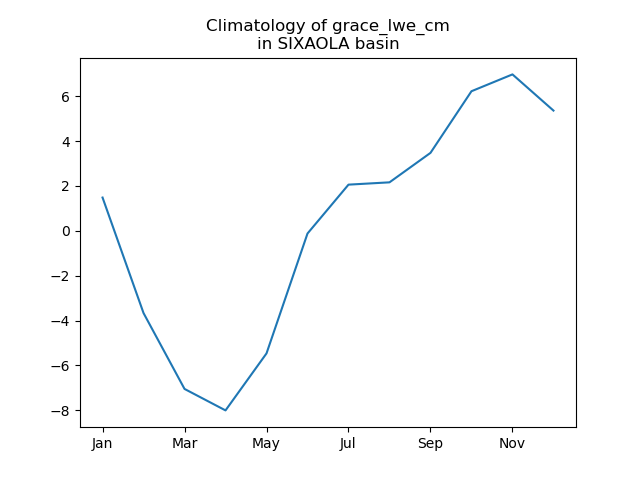 Climatology of grace_lwe_cm
in SIXAOLA basin
6
4
2
0
−2
−4
−6
−8
Jan
Mar
May
Jul
Sep
Nov